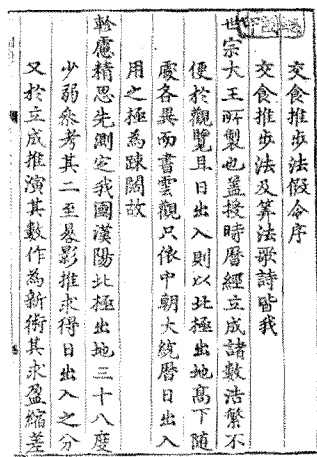 交食推步法假令序
交食推步法及筭法歌詩皆我
世宗大王所製也蓋授時曆經立成諸數浩繁不
便於觀覽且日出入則以北極出地高下隨
處各異而書雲觀只依中朝大統曆日出入
用之極為踈闊故
軫慮精思先測定我國漢陽北極出地三十八度
少弱叅考其二至晷影推求得日出入之分
又於立成推演其數作為新術其求盈縮差